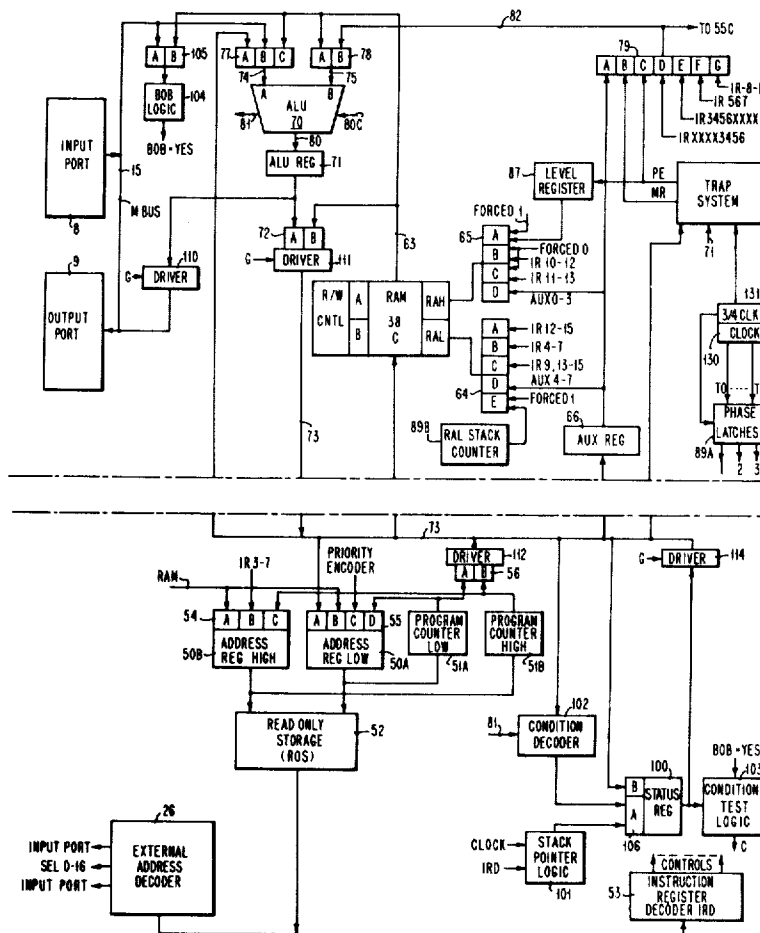 82
TO 55C
A B 105
77 A B C
A B 78
79
A B C D E F G
74
75
BOB LOGIC 104
A B
ALU 70
81
80C
80
BOB=YES
ALU REG 71
IR-8-1
IR 567
IR3456XXXX
IRXXXX3456
INPUT PORT
8
15
M BUS
87 LEVEL REGISTER
PE
MR
TRAP SYSTEM
71
FORCED 1
72 A B
63
65
A
B
C
D
FORCED 0
IR 10-12
IR 11-13
AUX 0-3
9
OUTPUT PORT
110
G DRIVER
G DRIVER 111
R/W CNTL
A
B
RAM 38 C
RAH
RAL
131
3/4 CLK
CLOCK
130
A
B
C
D
E
64
IR 12-15
IR 4-7
IR 9, 13-15
AUX 4-7
FORCED 1
TO ---- T
73
89B
RAL STACK COUNTER
66
AUX REG
PHASE LATCHES
89A
2 3
73
DRIVER 112
A B 56
G DRIVER 114
PRIORITY ENCODER
IR 3-7
RAM
54 A B C
ADDRESS REG HIGH
50B
A B C D 55
ADDRESS REG LOW
50A
PROGRAM COUNTER LOW
51A
PROGRAM COUNTER HIGH
51B
READ ONLY STORAGE (ROS)
52
81
CONDITION DECODER
102
BOB=YES
100
B
A
STATUS REG
106
103
CONDITION TEST LOGIC
C
26
EXTERNAL ADDRESS DECODER
INPUT PORT
SEL 0-16
INPUT PORT
CLOCK
IRD
STACK POINTER LOGIC
101
CONTROLS
53
INSTRUCTION REGISTER DECODER IRD